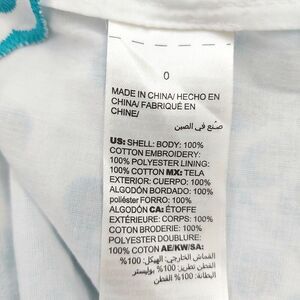 0
MADE IN CHINA/ HECHO EN
CHINA/ FABRIQUÉ EN
CHINE/
صنع في الصين
US: SHELL: BODY: 100%
COTTON EMBROIDERY:
100% POLYESTER LINING:
100% COTTON MX: TELA
EXTERIOR: CUERPO: 100%
ALGODÓN BORDADO: 100%
poliéster FORRO: 100%
ALGODÓN CA: ÉTOFFE
EXTÉRIEURE: CORPS: 100%
COTON BRODERIE: 100%
POLYESTER DOUBLURE:
100% COTON AE/KW/SA:
القماش الخارجي: الهيكل: 100%
القطن تطريز: 100% بوليستر
البطانة: 100%